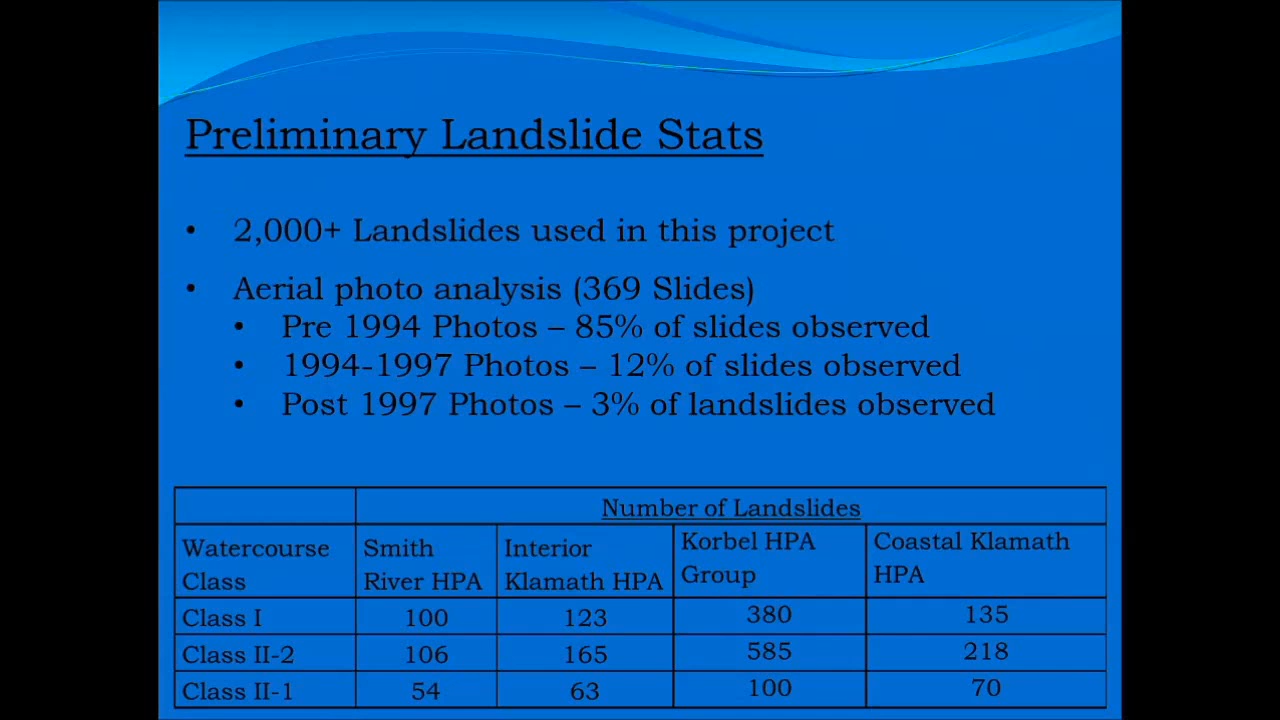 Preliminary Landslide Stats
• 2,000+ Landslides used in this project
• Aerial photo analysis (369 Slides)
• Pre 1994 Photos – 85% of slides observed
• 1994-1997 Photos – 12% of slides observed
• Post 1997 Photos – 3% of landslides observed
Number of Landslides
Watercourse Class Smith River HPA Interior Klamath HPA Korbel HPA Group Coastal Klamath HPA
Class I 100 123 380 135
Class II-2 106 165 585 218
Class II-1 54 63 100 70